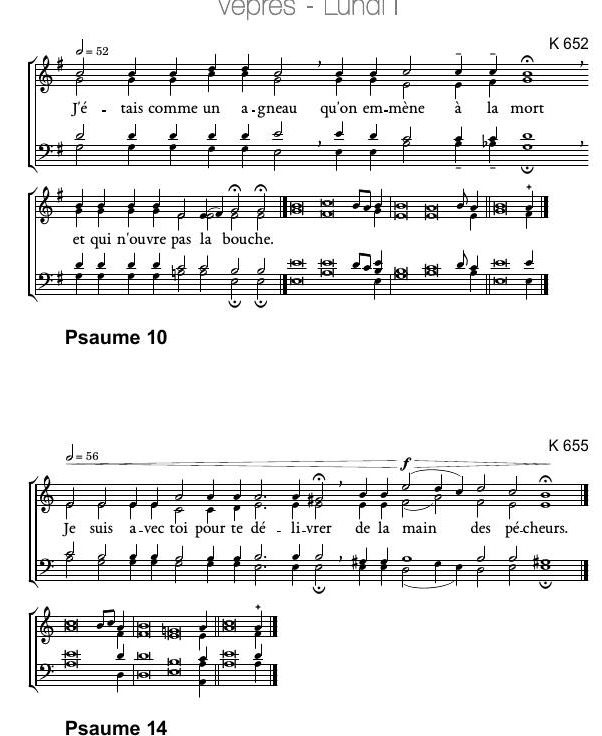 Vêpres - Lundi I
𝅗𝅥 = 52
K 652
J'é - tais comme un a-gneau qu'on em-mène à la mort
et qui n'ouvre pas la bouche.
Psaume 10
𝅗𝅥 = 56
K 655
f
Je suis a-vec toi pour te dé - li-vrer de la main des pé-cheurs.
Psaume 14